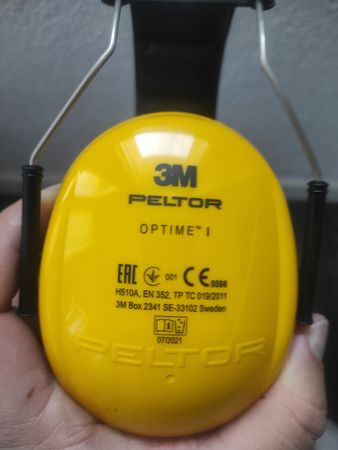 3M
PELTOR
OPTIME™ I
EAC 001 CE 0598
H510A, EN 352, TP TC 019/2011
3M Box 2341 SE-33102 Sweden
07/2021
PELTOR